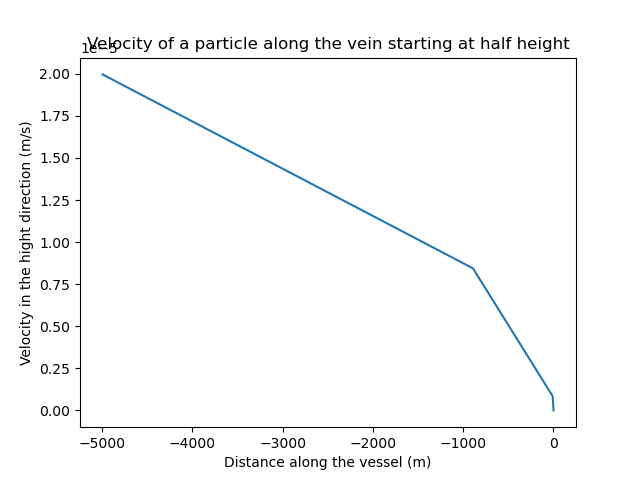 Velocity of a particle along the vein starting at half height
1e−5
2.00
1.75
1.50
1.25
1.00
0.75
0.50
0.25
0.00
Velocity in the hight direction (m/s)
−5000 −4000 −3000 −2000 −1000 0
Distance along the vessel (m)